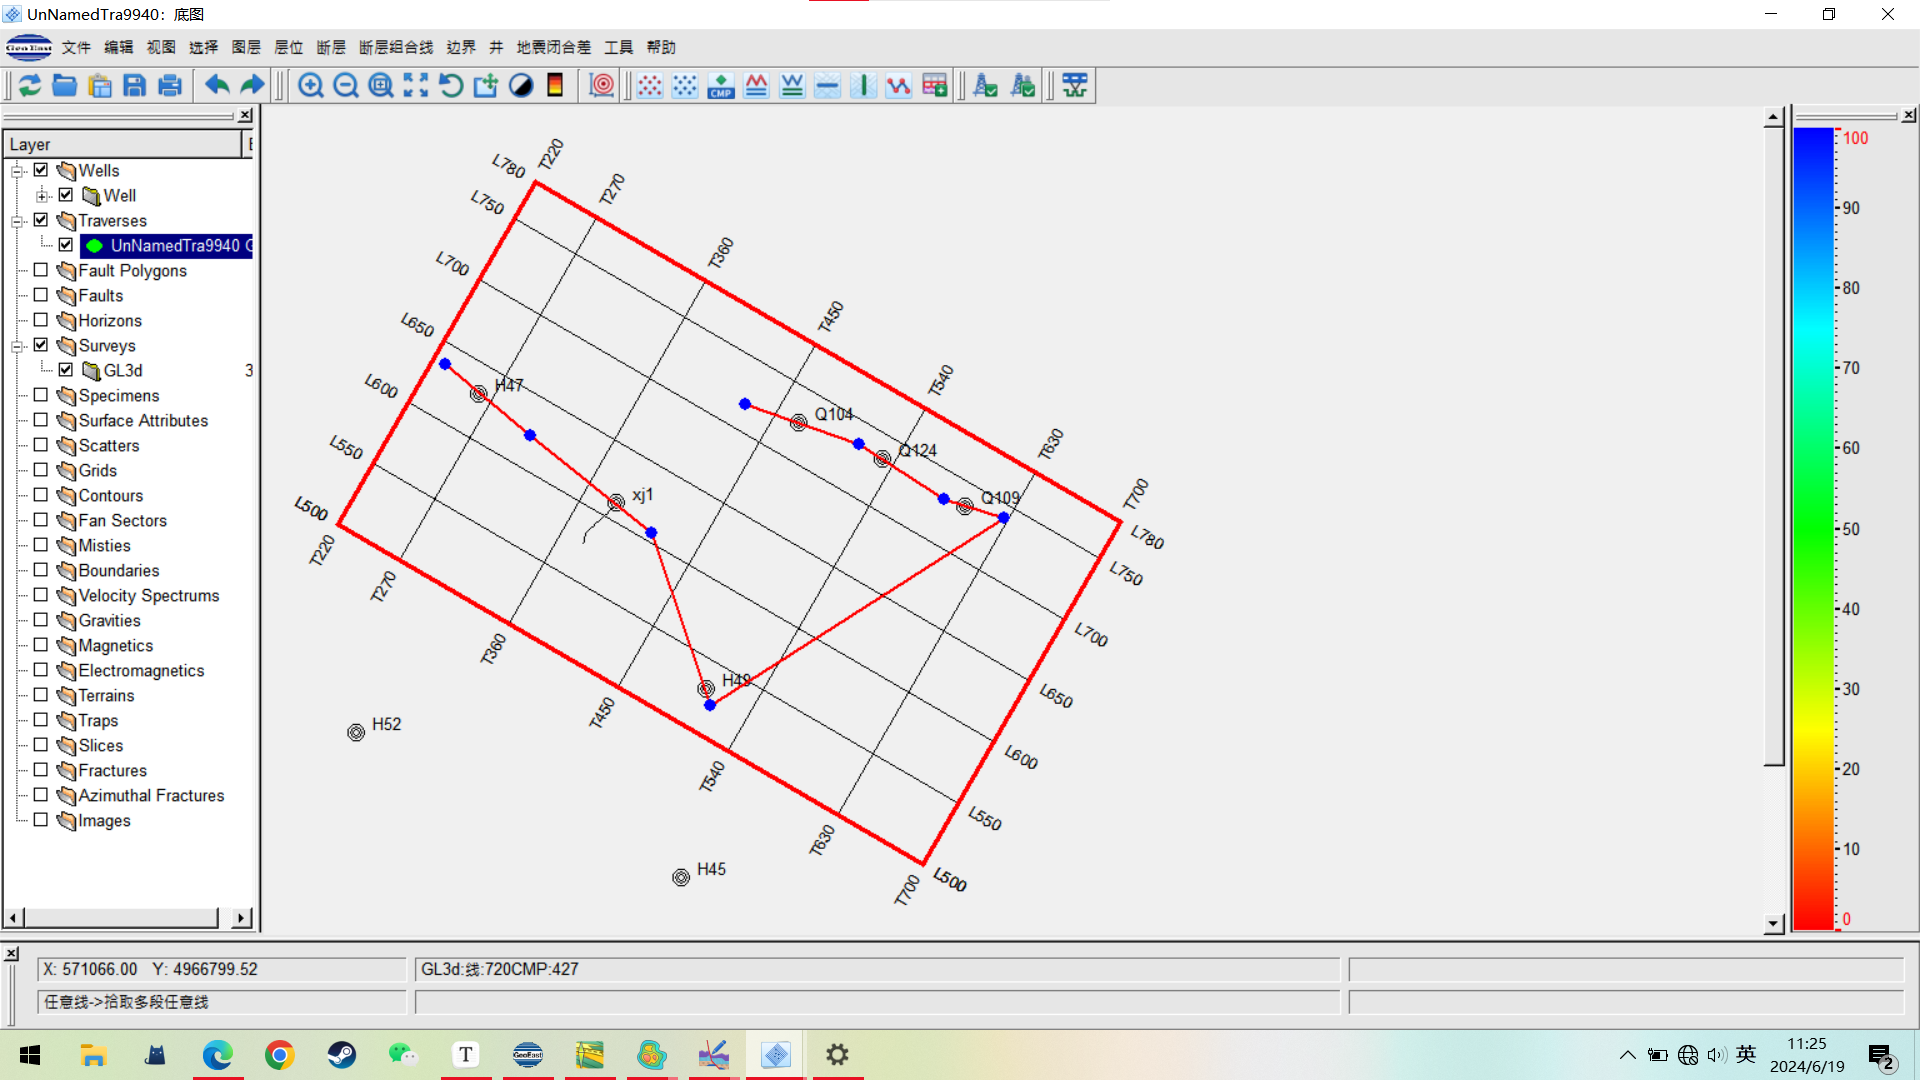 UnNamedTra9940：底图
GeoEast 文件 编辑 视图 选择 图层 层位 断层 断层组合线 边界 井 地震闭合差 工具 帮助
CMP
Layer
Wells
Well
Traverses
UnNamedTra9940 G
Fault Polygons
Faults
Horizons
Surveys
GL3d 3
Specimens
Surface Attributes
Scatters
Grids
Contours
Fan Sectors
Misties
Boundaries
Velocity Spectrums
Gravities
Magnetics
Electromagnetics
Terrains
Traps
Slices
Fractures
Azimuthal Fractures
Images
L780 T220
L750 T270
L700 T360
L650 T450
L600 T540
L550 T630
L500 T700
H47
Q104
Q124
Q109
xj1
H49
H52
H45
T220
T270
T360
T450
T540
T630
T700
L780
L750
L700
L650
L600
L550
L500
100
90
80
70
60
50
40
30
20
10
0
X: 571066.00 Y: 4966799.52
GL3d:线:720CMP:427
任意线->拾取多段任意线
T
GeoEast
英
11:25
2024/6/19
2